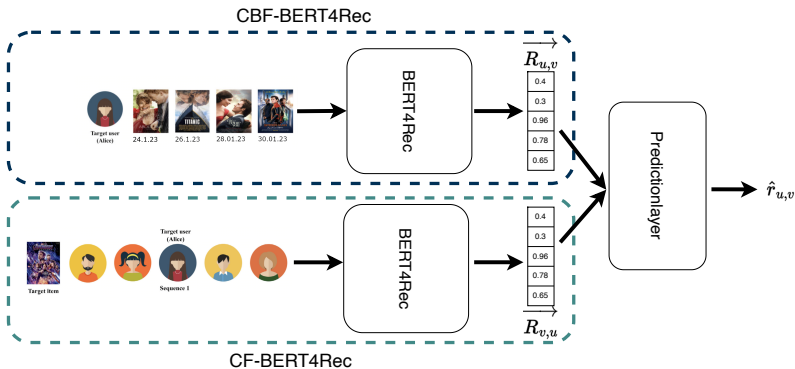 CBF-BERT4Rec
Target user
(Alice)
24.1.23
26.1.23
28.01.23
30.01.23
TITANIC
BERT4Rec
R_{u,v}
0.4
0.3
0.96
0.78
0.65
Predictionlayer
r̂_{u,v}
Target item
Target user
(Alice)
Sequence 1
BERT4Rec
0.4
0.3
0.96
0.78
0.65
R_{v,u}
CF-BERT4Rec